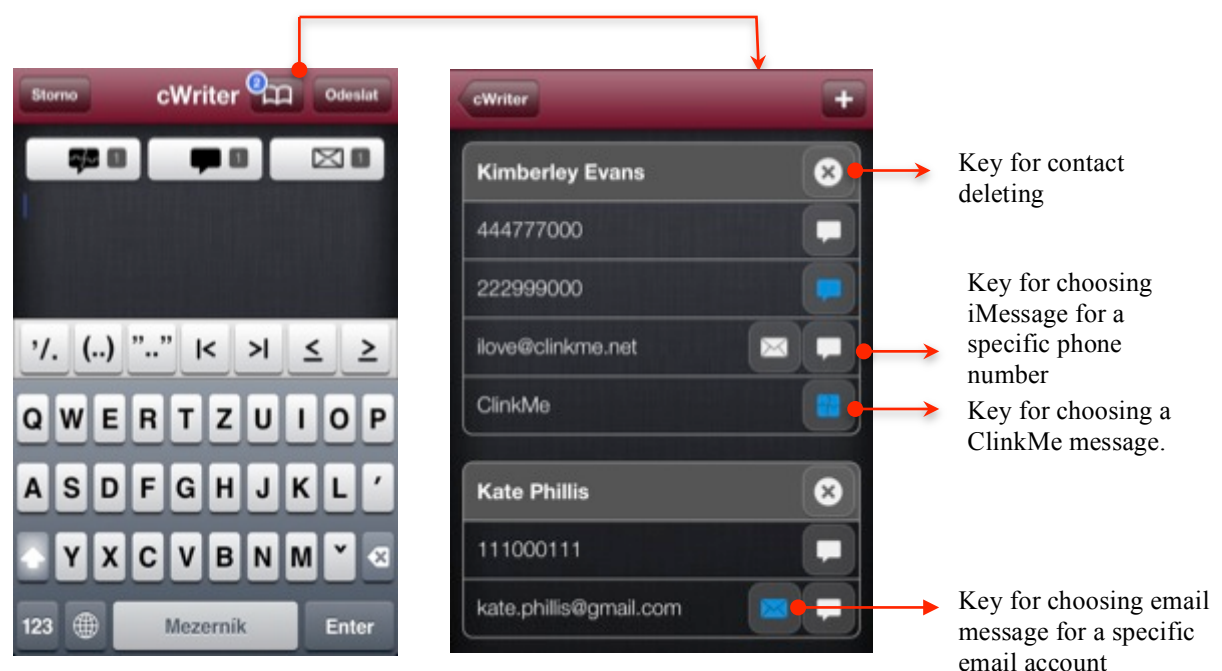 Storno cWriter 2 Odeslat
1 1 1
'/. (..) ".." |< >| < >
Q W E R T Z U I O P
A S D F G H J K L ′
Y X C V B N M ˇ
123 Mezerník Enter
cWriter +
Kimberley Evans
444777000
222999000
ilove@clinkme.net
ClinkMe
Kate Phillis
111000111
kate.phillis@gmail.com
Key for contact
deleting
Key for choosing
iMessage for a
specific phone
number
Key for choosing a
ClinkMe message.
Key for choosing email
message for a specific
email account